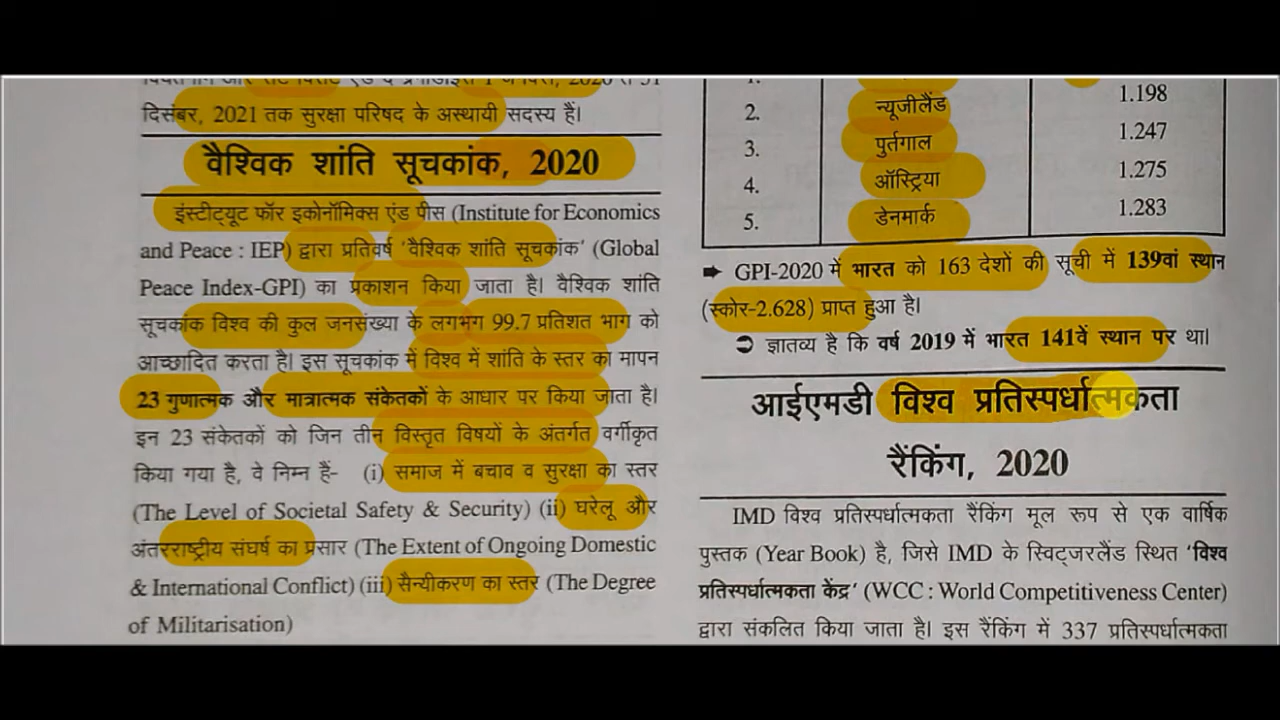 दिसंबर, 2021 तक सुरक्षा परिषद के अस्थायी सदस्य हैं।
वैश्विक शांति सूचकांक, 2020
इंस्टीट्यूट फॉर इकोनॉमिक्स एंड पीस (Institute for Economics
and Peace : IEP) द्वारा प्रतिवर्ष 'वैश्विक शांति सूचकांक' (Global
Peace Index-GPI) का प्रकाशन किया जाता है। वैश्विक शांति
सूचकांक विश्व की कुल जनसंख्या के लगभग 99.7 प्रतिशत भाग को
आच्छादित करता है। इस सूचकांक में विश्व में शांति के स्तर का मापन
23 गुणात्मक और मात्रात्मक संकेतकों के आधार पर किया जाता है।
इन 23 संकेतकों को जिन तीन विस्तृत विषयों के अंतर्गत वर्गीकृत
किया गया है, वे निम्न हैं- (i) समाज में बचाव व सुरक्षा का स्तर
(The Level of Societal Safety & Security) (ii) घरेलू और
अंतरराष्ट्रीय संघर्ष का प्रसार (The Extent of Ongoing Domestic
& International Conflict) (iii) सैन्यीकरण का स्तर (The Degree
of Militarisation)
2. न्यूजीलैंड 1.198
3. पुर्तगाल 1.247
4. ऑस्ट्रिया 1.275
5. डेनमार्क 1.283
➡ GPI-2020 में भारत को 163 देशों की सूची में 139वां स्थान
(स्कोर-2.628) प्राप्त हुआ है।
➲ ज्ञातव्य है कि वर्ष 2019 में भारत 141वें स्थान पर था।
आईएमडी विश्व प्रतिस्पर्धात्मकता
रैंकिंग, 2020
IMD विश्व प्रतिस्पर्धात्मकता रैंकिंग मूल रूप से एक वार्षिक
पुस्तक (Year Book) है, जिसे IMD के स्विट्जरलैंड स्थित 'विश्व
प्रतिस्पर्धात्मकता केंद्र' (WCC : World Competitiveness Center)
द्वारा संकलित किया जाता है। इस रैंकिंग में 337 प्रतिस्पर्धात्मकता